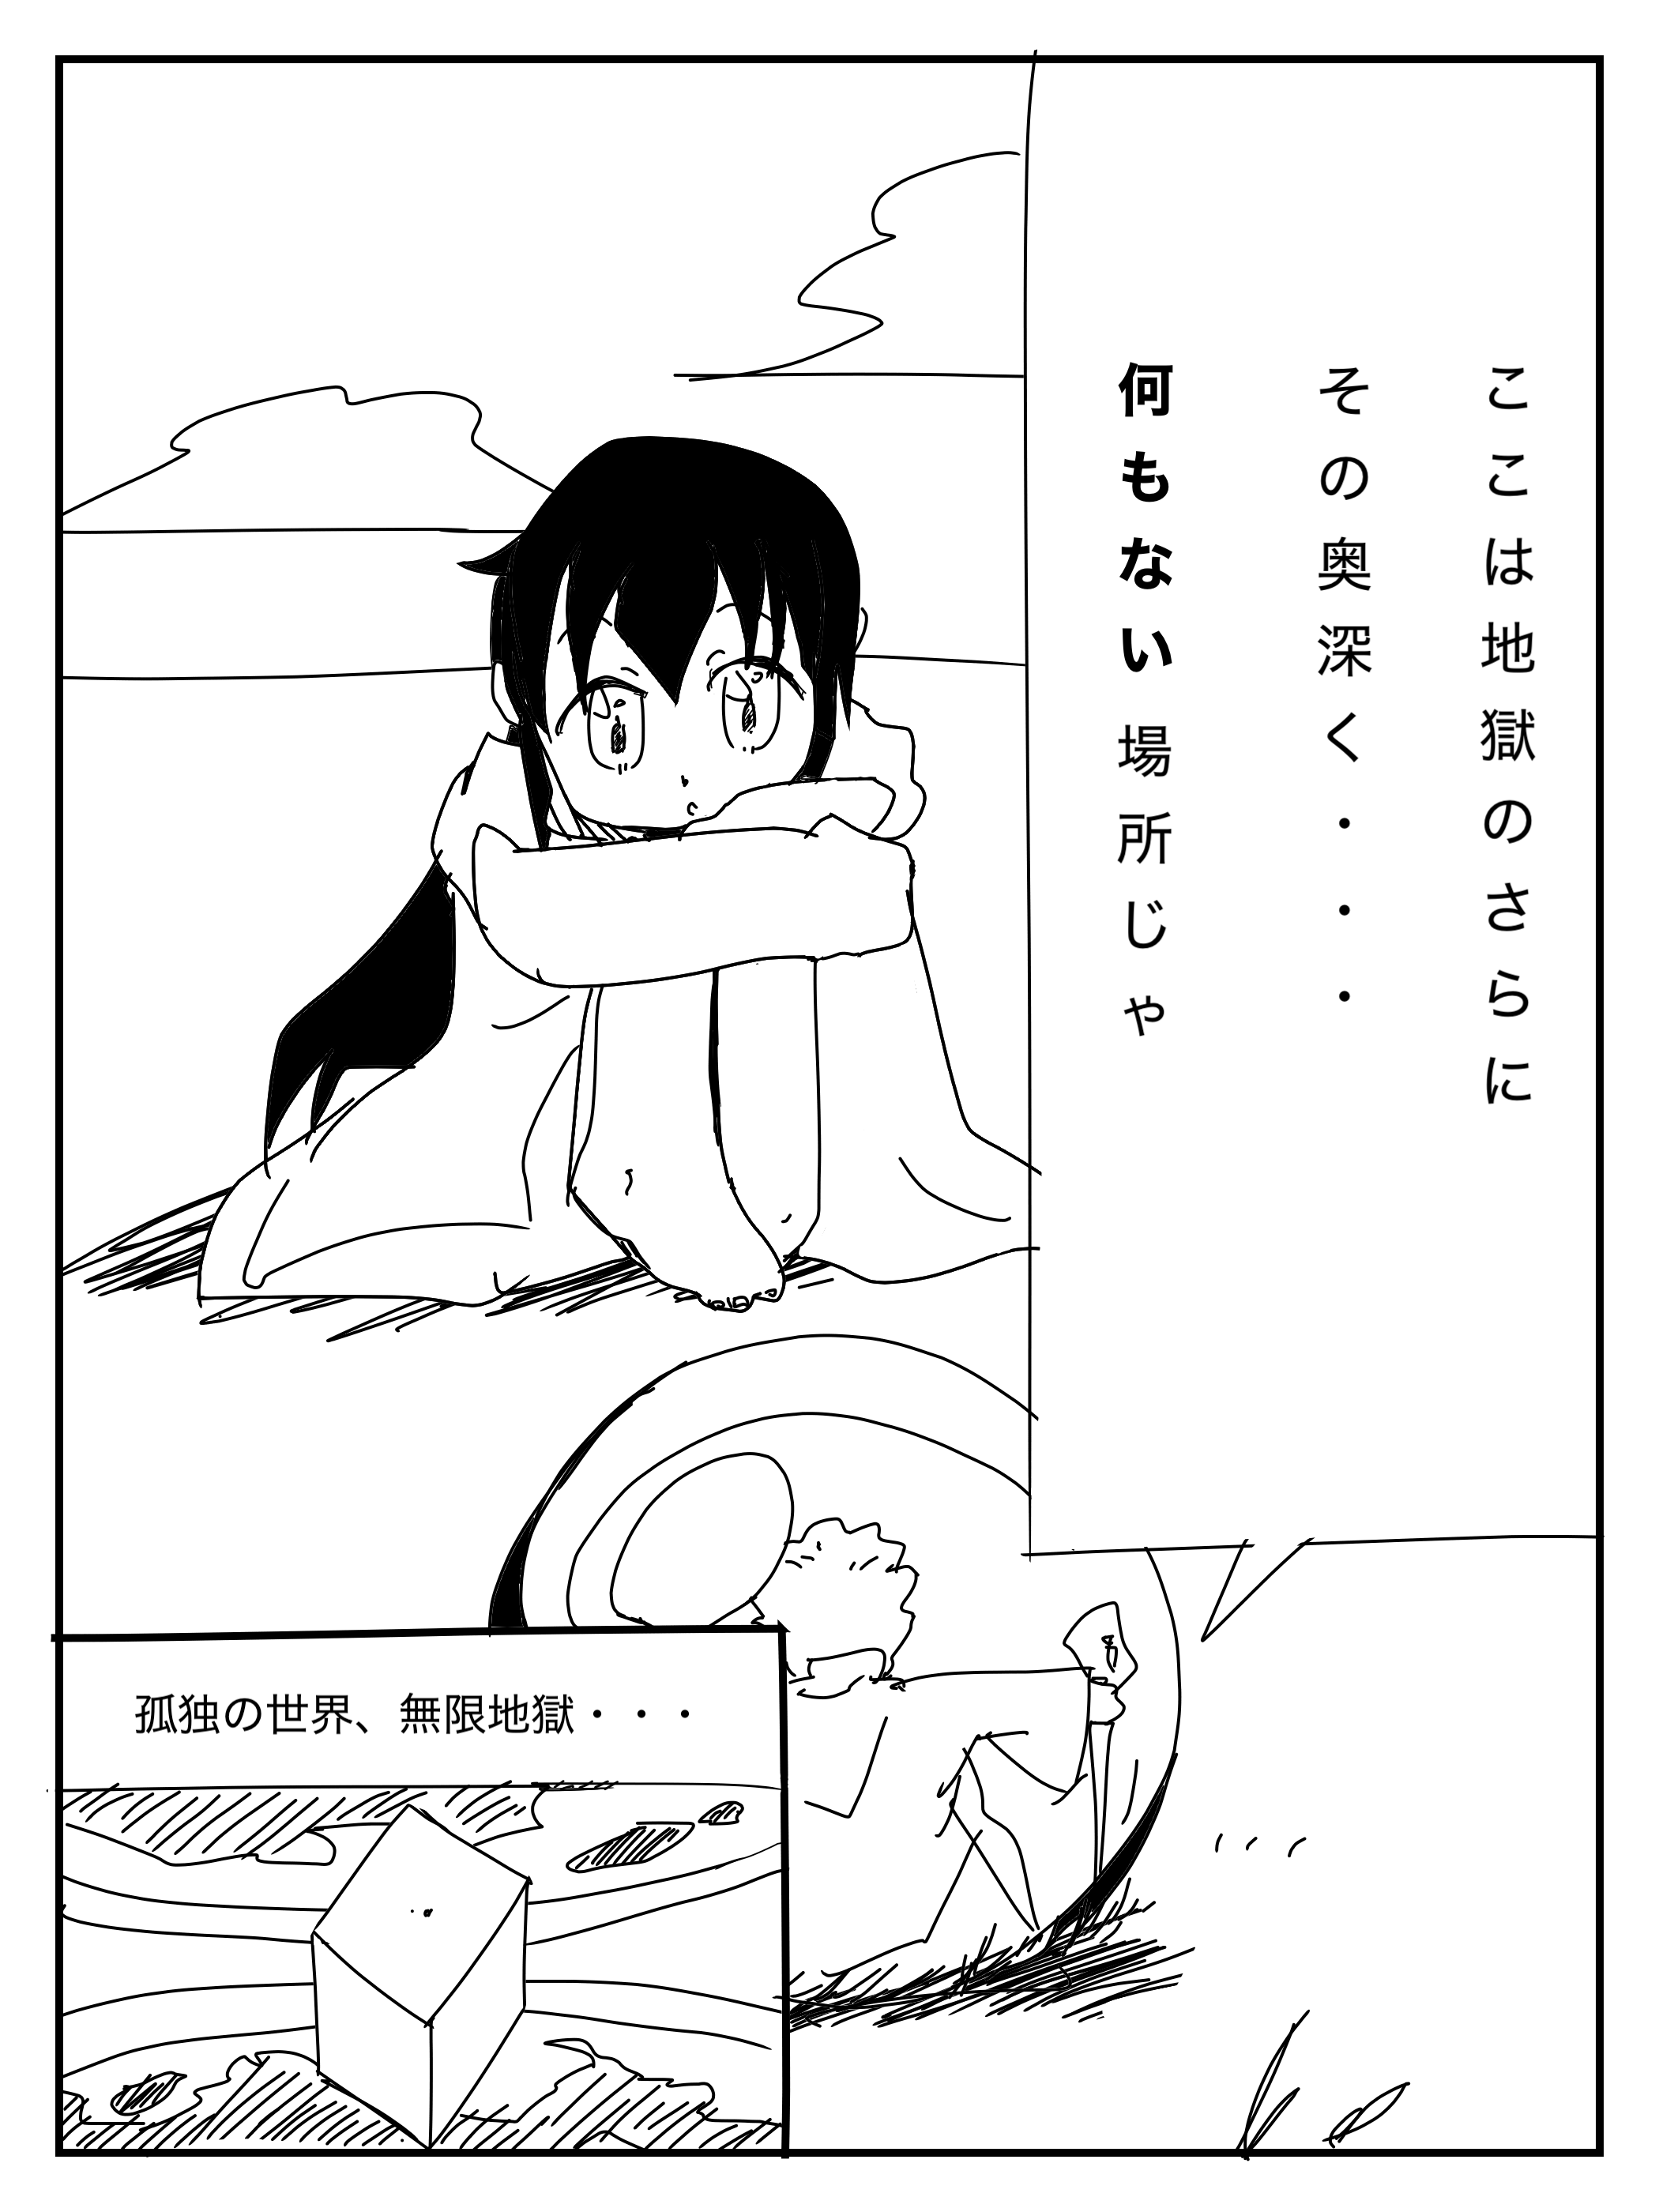 ここは地獄のさらに
その奥深く・・・
何もない場所じゃ
孤独の世界、無限地獄・・・